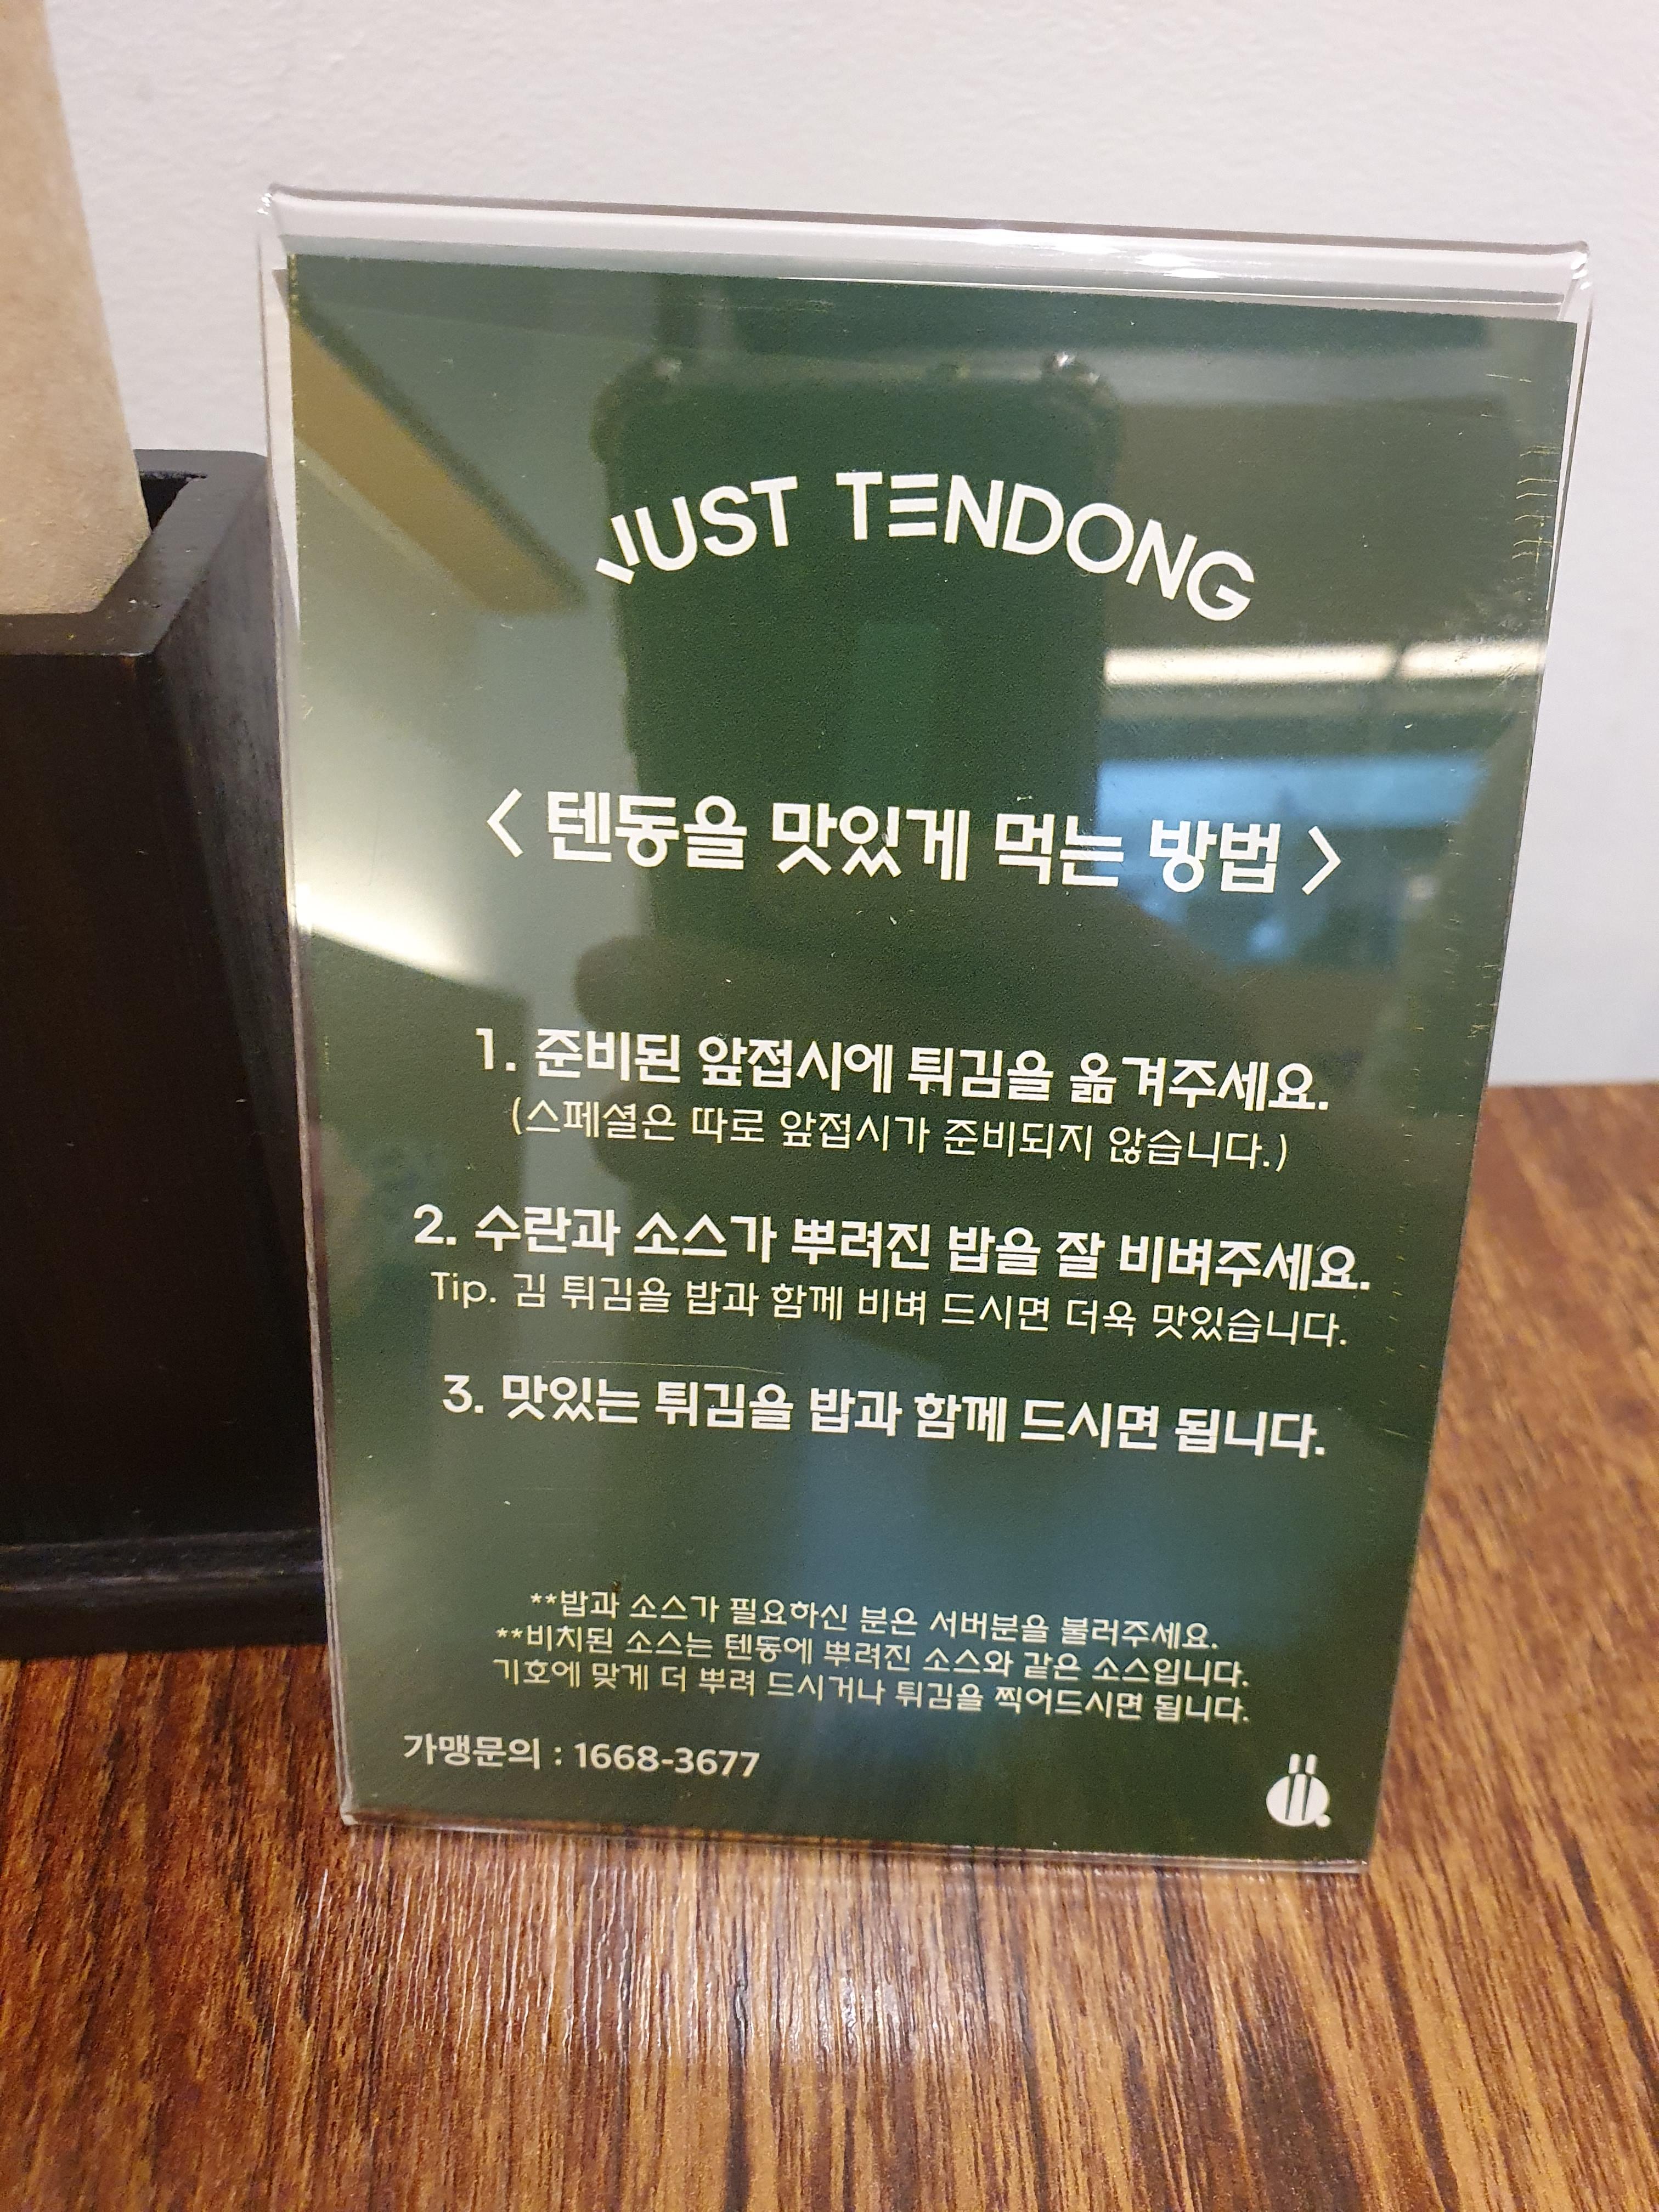 JUST TENDONG
< 텐동을 맛있게 먹는 방법 >
1. 준비된 앞접시에 튀김을 옮겨주세요.
(스페셜은 따로 앞접시가 준비되지 않습니다.)
2. 수란과 소스가 뿌려진 밥을 잘 비벼주세요.
Tip. 김 튀김을 밥과 함께 비벼 드시면 더욱 맛있습니다.
3. 맛있는 튀김을 밥과 함께 드시면 됩니다.
**밥과 소스가 필요하신 분은 서버분을 불러주세요.
**비치된 소스는 텐동에 뿌려진 소스와 같은 소스입니다.
기호에 맞게 더 뿌려 드시거나 튀김을 찍어드시면 됩니다.
가맹문의 : 1668-3677